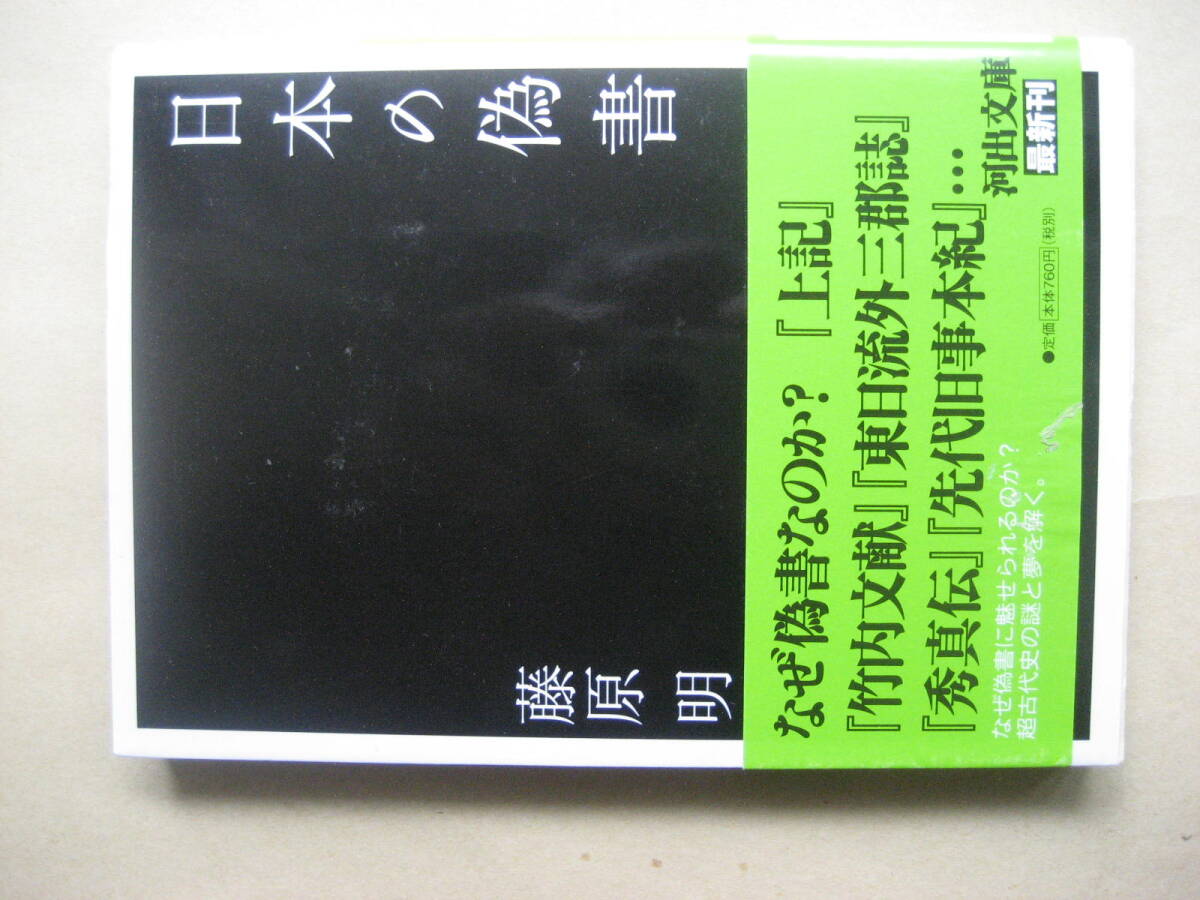 日本の偽書
藤原 明
なぜ偽書なのか? 『上記』
『竹内文献』『東日流外三郡誌』
『秀真伝』『先代旧事本紀』…
なぜ偽書に魅せられるのか?
超古代史の謎と夢を解く。
河出文庫
最新刊
●定価 本体760円(税別)